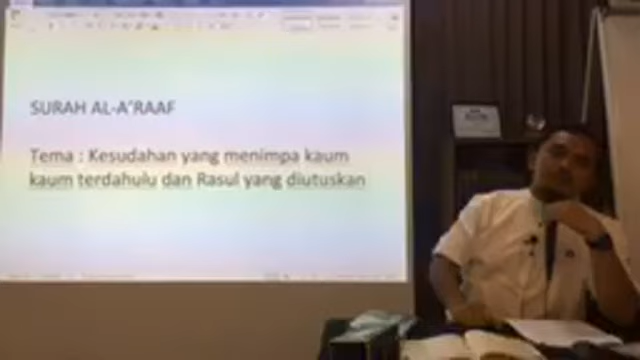 SURAH AL-A'RAAF
Tema : Kesudahan yang menimpa kaum
kaum terdahulu dan Rasul yang diutuskan